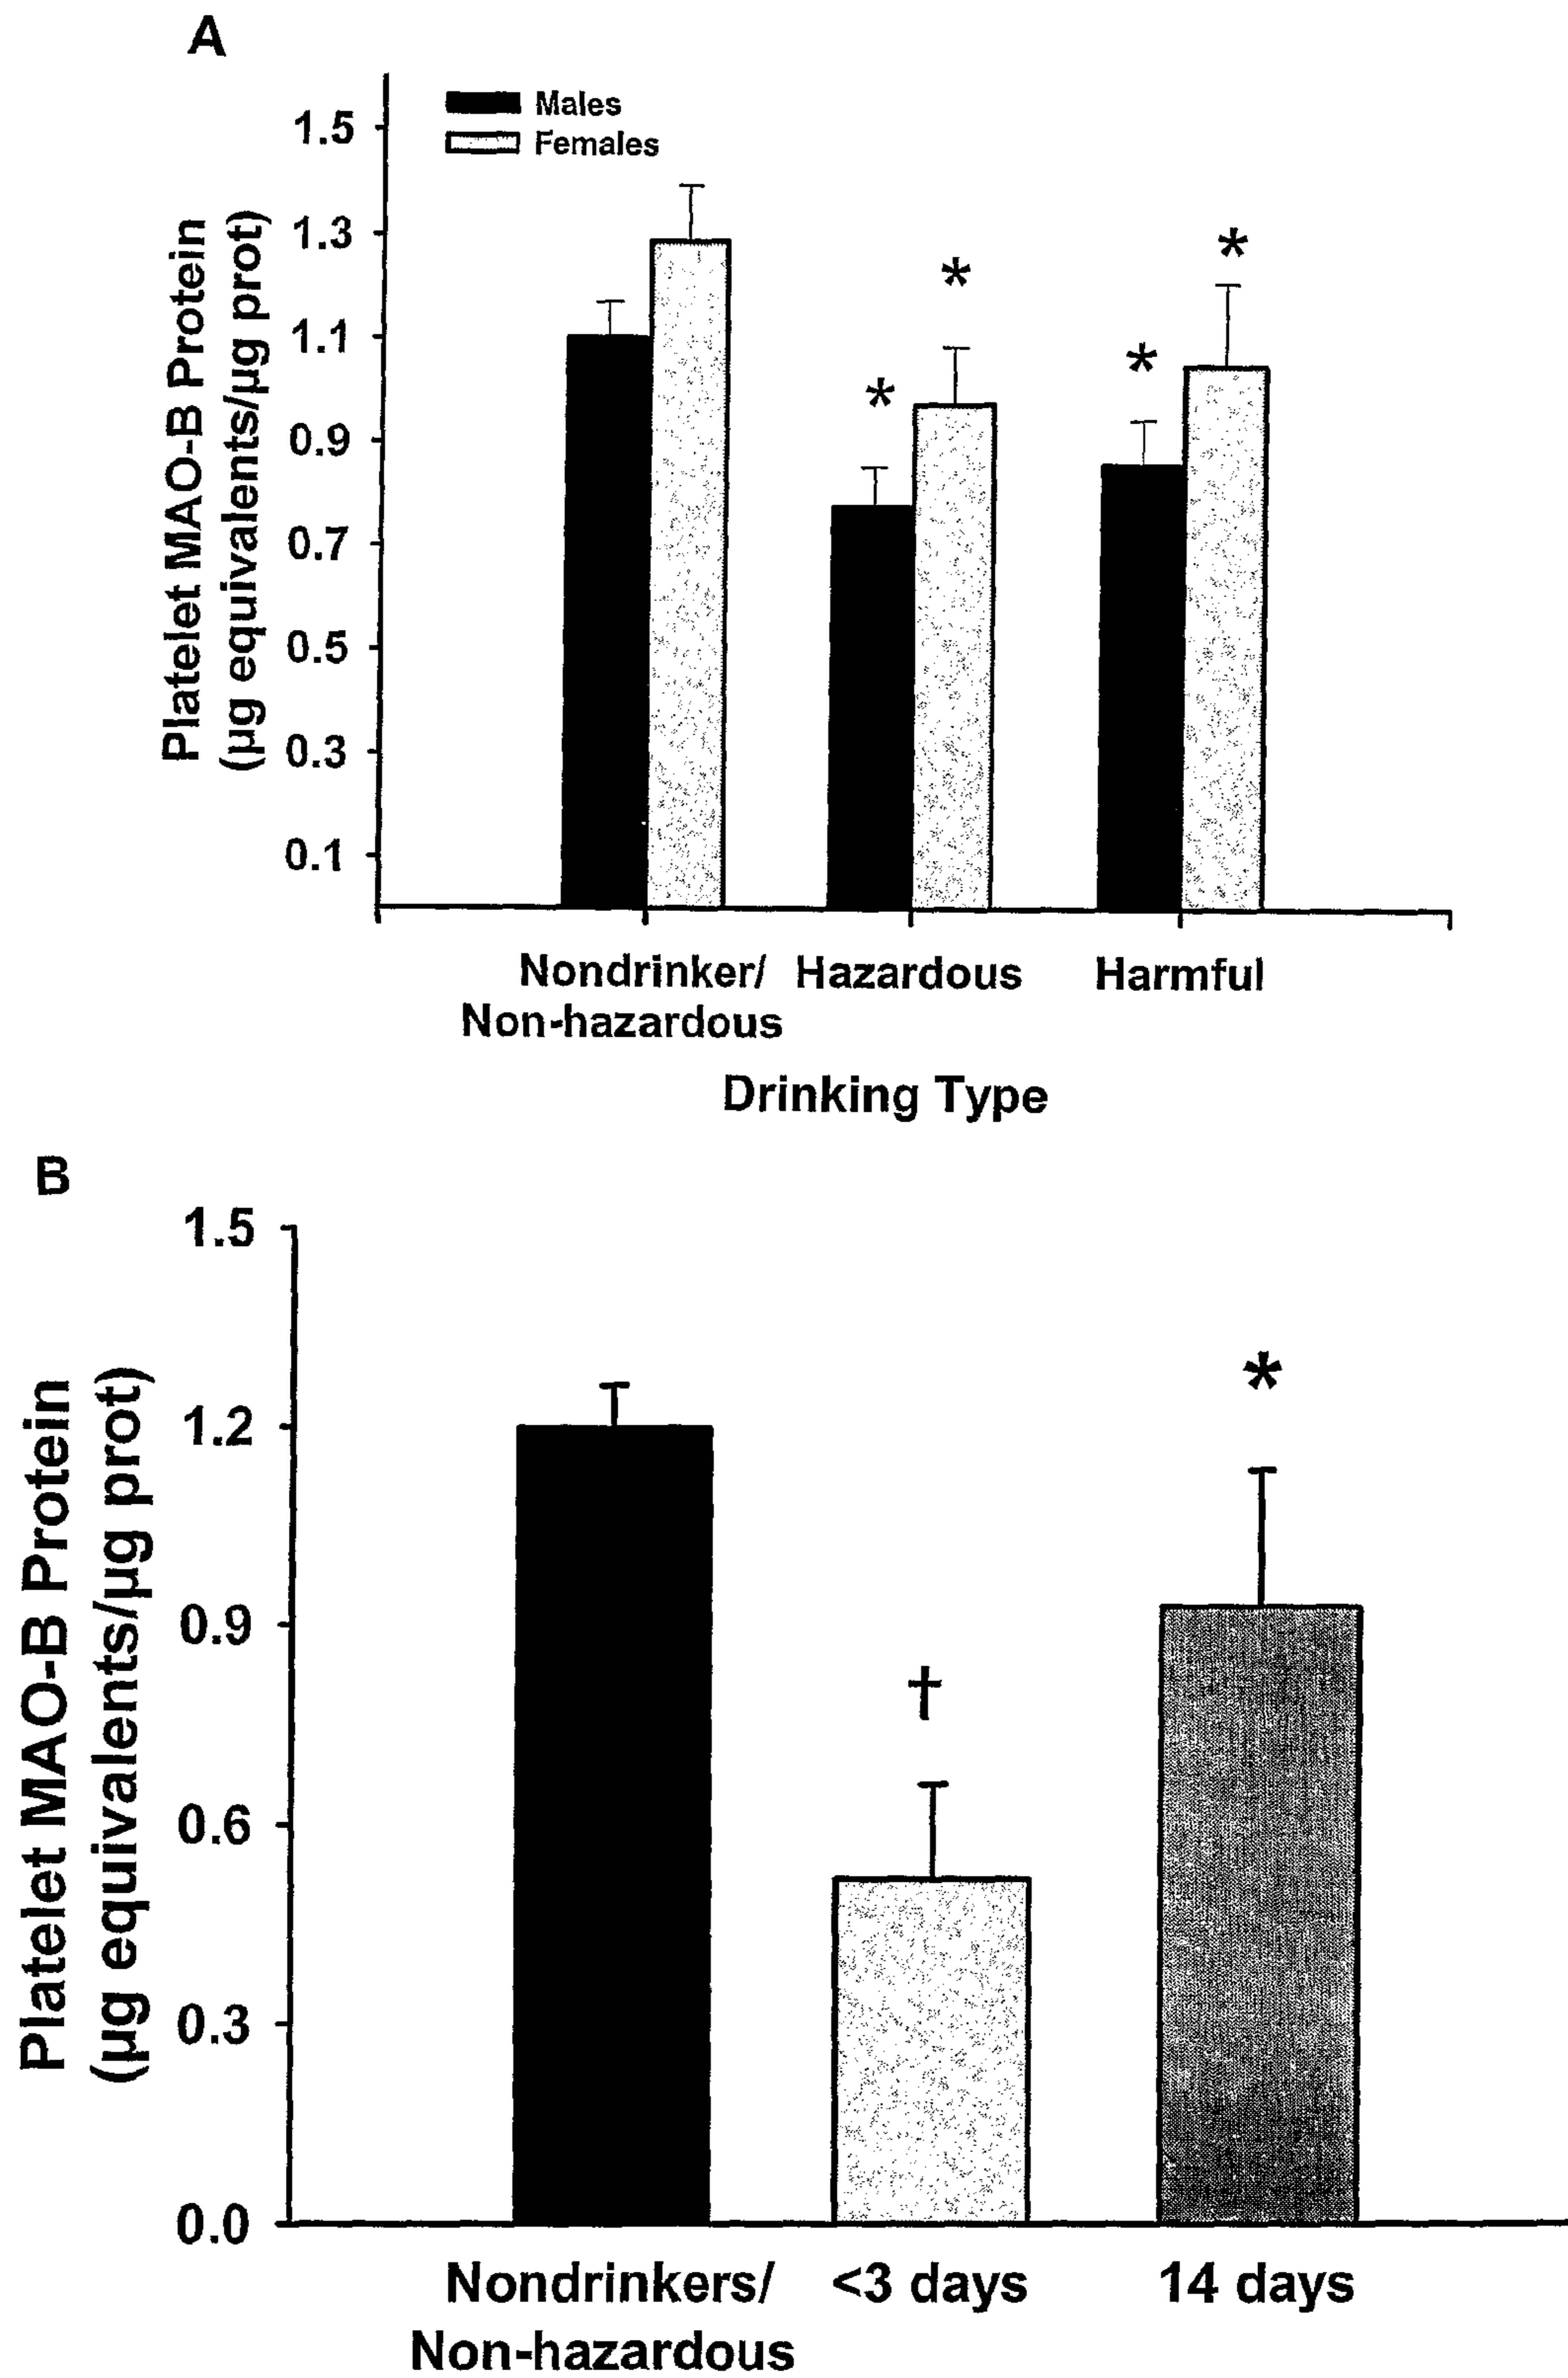 A
Males
Females
1.5
1.3
1.1
0.9
0.7
0.5
0.3
0.1
Platelet MAO-B Protein
(µg equivalents/µg prot)
*
*
*
*
Nondrinker/ Hazardous Harmful
Non-hazardous
Drinking Type
B
1.5
1.2
0.9
0.6
0.3
0.0
Platelet MAO-B Protein
(µg equivalents/µg prot)
†
*
Nondrinkers/ <3 days 14 days
Non-hazardous